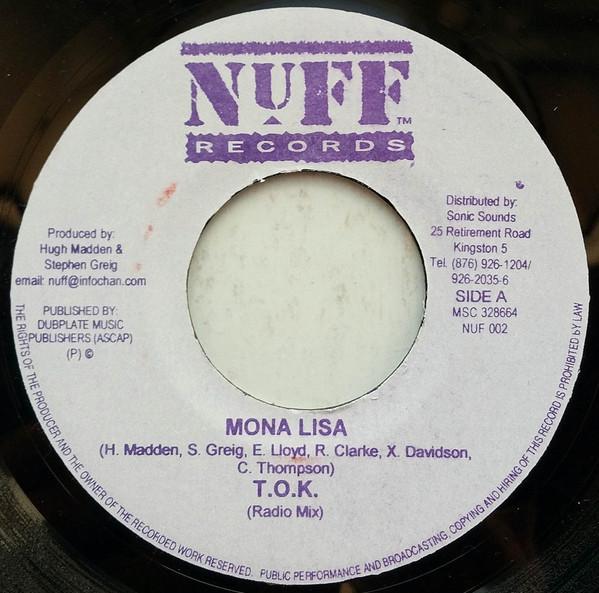 NUFF
TM
RECORDS
Produced by:
Hugh Madden &
Stephen Greig
email: nuff@infochan.com
PUBLISHED BY:
DUBPLATE MUSIC
PUBLISHERS (ASCAP)
(P) ©
Distributed by:
Sonic Sounds
25 Retirement Road
Kingston 5
Tel. (876) 926-1204/
926-2035-6
SIDE A
MSC 328664
NUF 002
MONA LISA
(H. Madden, S. Greig, E. Lloyd, R. Clarke, X. Davidson,
C. Thompson)
T.O.K.
(Radio Mix)
THE RIGHTS OF THE PRODUCER AND THE OWNER OF THE RECORDED WORK RESERVED. PUBLIC PERFORMANCE AND BROADCASTING, COPYING AND HIRING OF THIS RECORD IS PROHIBITED bY LAW